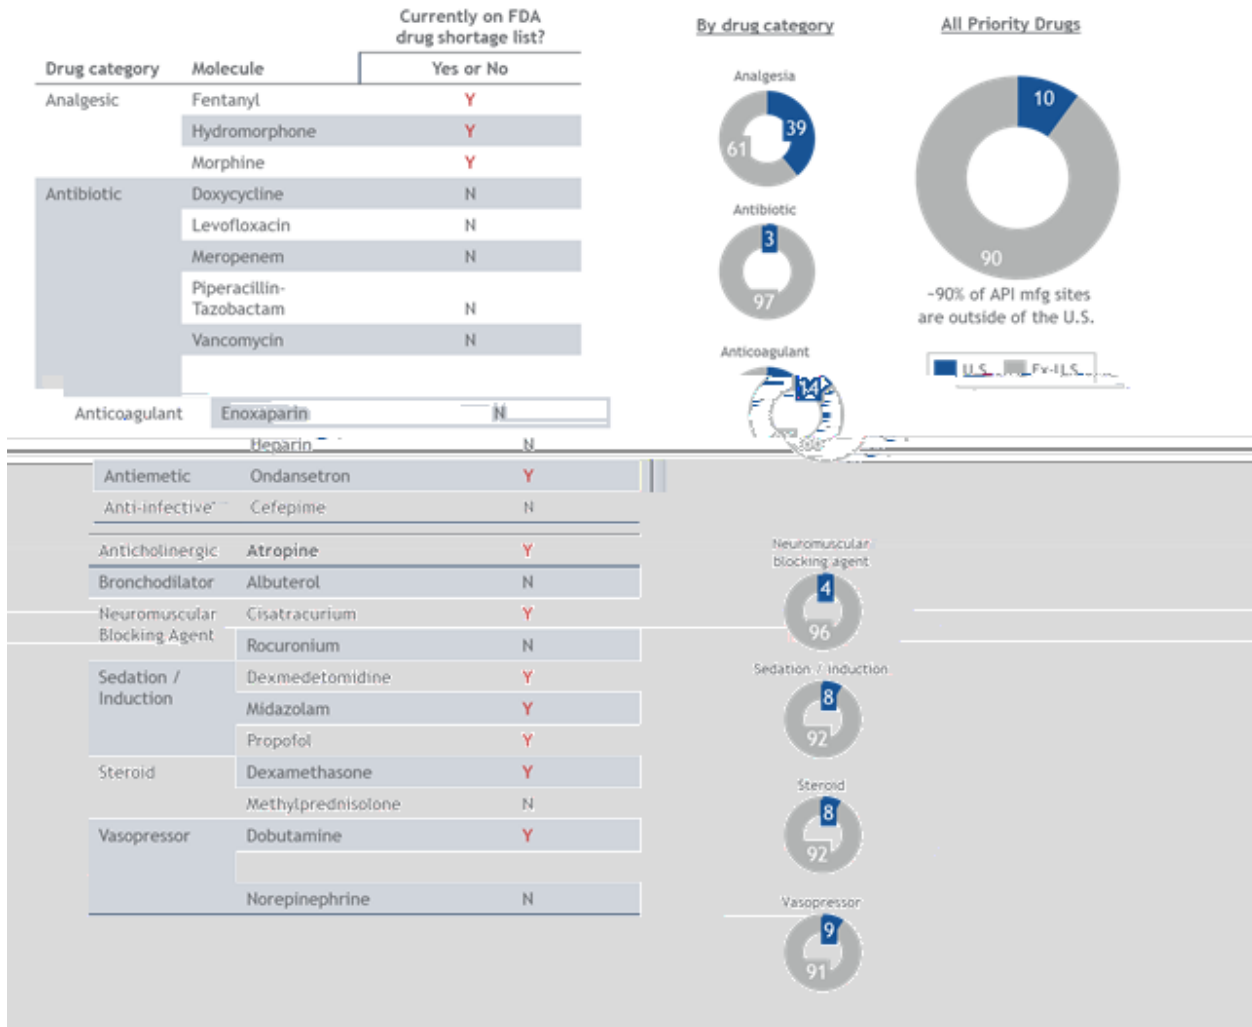 Currently on FDA
drug shortage list?
Drug category Molecule Yes or No
Analgesic Fentanyl Y
Hydromorphone Y
Morphine Y
Antibiotic Doxycycline N
Levofloxacin N
Meropenem N
Piperacillin-
Tazobactam N
Vancomycin N
Anticoagulant Enoxaparin N
Heparin N
Antiemetic Ondansetron Y
Anti-infective Cefepime N
Anticholinergic Atropine Y
Bronchodilator Albuterol N
Neuromuscular Cisatracurium Y
Blocking Agent
Rocuronium N
Sedation / Dexmedetomidine Y
Induction
Midazolam Y
Propofol Y
Steroid Dexamethasone Y
Methylprednisolone N
Vasopressor Dobutamine Y
Norepinephrine N
By drug category
Analgesia
39
61
Antibiotic
3
97
Anticoagulant
14
Neuromuscular
blocking agent
4
96
Sedation / induction
8
92
Steroid
8
92
Vasopressor
9
91
All Priority Drugs
10
90
~90% of API mfg sites
are outside of the U.S.
U.S. Ex-U.S.